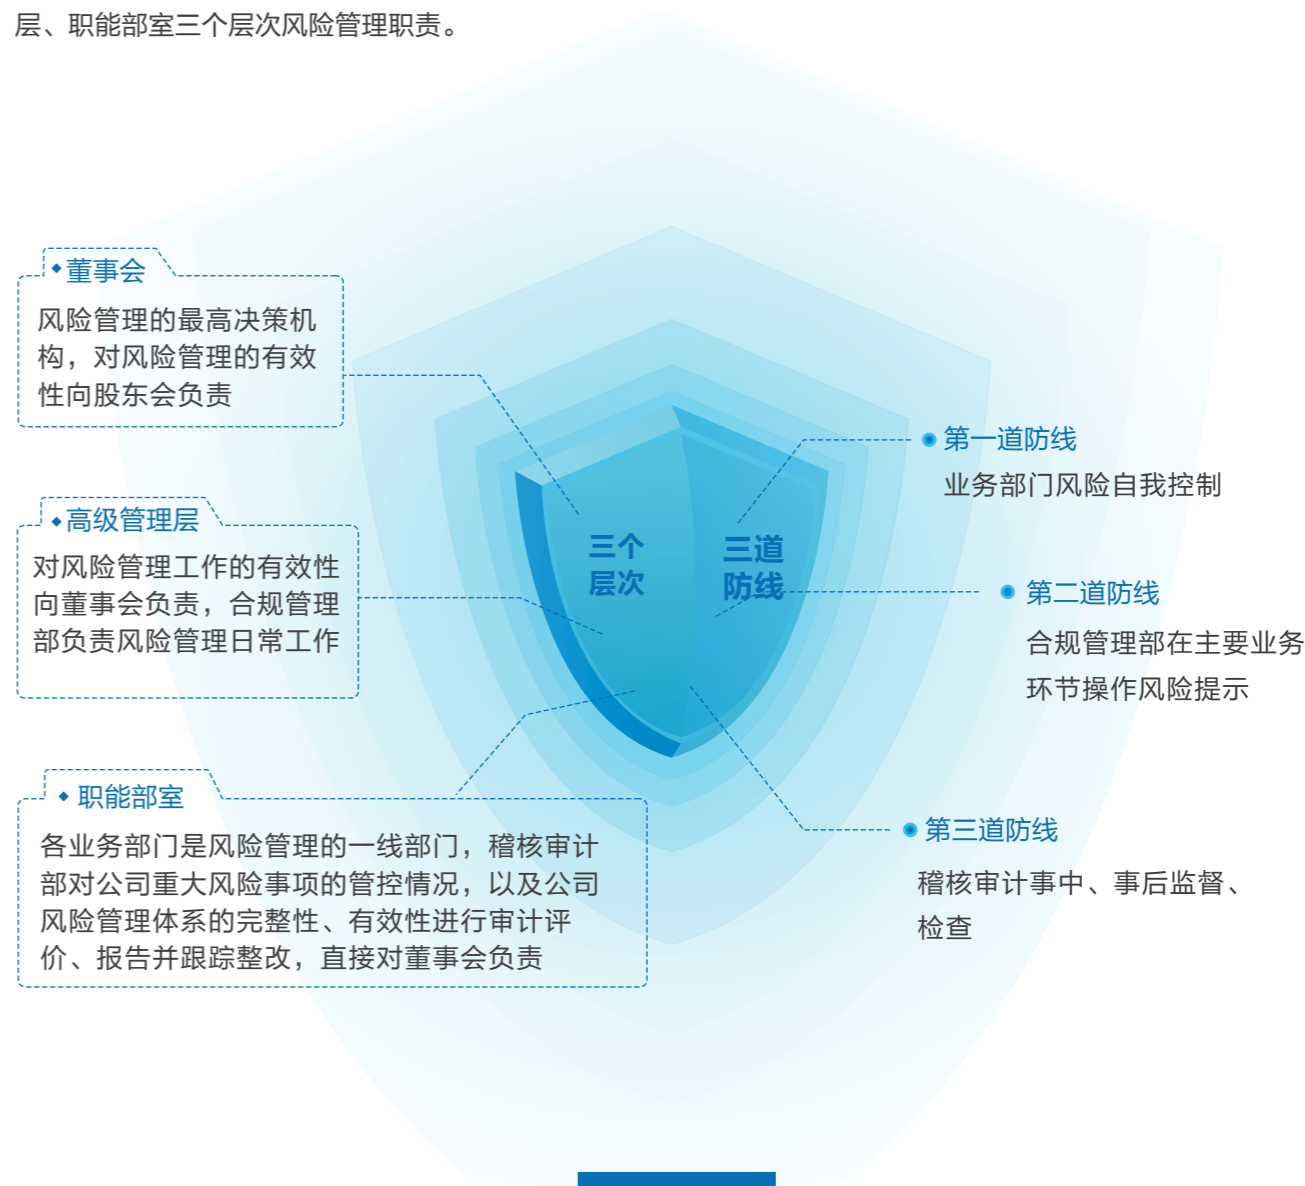 层、职能部室三个层次风险管理职责。
董事会
风险管理的最高决策机
构，对风险管理的有效
性向股东会负责
高级管理层
对风险管理工作的有效性
向董事会负责，合规管理
部负责风险管理日常工作
职能部室
各业务部门是风险管理的一线部门，稽核审计
部对公司重大风险事项的管控情况，以及公司
风险管理体系的完整性、有效性进行审计评
价、报告并跟踪整改，直接对董事会负责
三个
层次
三道
防线
第一道防线
业务部门风险自我控制
第二道防线
合规管理部在主要业务
环节操作风险提示
第三道防线
稽核审计事中、事后监督、
检查